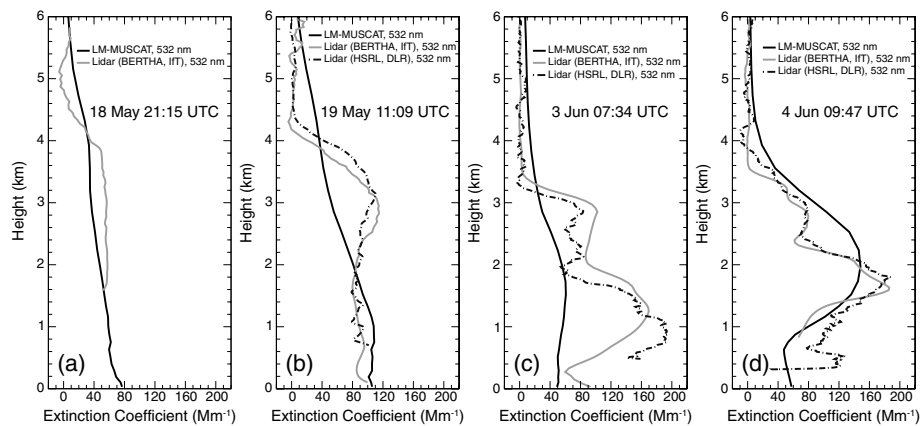 6
5
4
3
2
1
0
Height (km)
LM-MUSCAT, 532 nm
Lidar (BERTHA, IfT), 532 nm
18 May 21:15 UTC
(a)
0 40 80 120 160 200
Extinction Coefficient (Mm-1)
6
5
4
3
2
1
0
Height (km)
LM-MUSCAT, 532 nm
Lidar (BERTHA, IfT), 532 nm
Lidar (HSRL, DLR), 532 nm
19 May 11:09 UTC
(b)
0 40 80 120 160 200
Extinction Coefficient (Mm-1)
6
5
4
3
2
1
0
Height (km)
LM-MUSCAT, 532 nm
Lidar (BERTHA, IfT), 532 nm
Lidar (HSRL, DLR), 532 nm
3 Jun 07:34 UTC
(c)
0 40 80 120 160 200
Extinction Coefficient (Mm-1)
6
5
4
3
2
1
0
Height (km)
LM-MUSCAT, 532 nm
Lidar (BERTHA, IfT), 532 nm
Lidar (HSRL, DLR), 532 nm
4 Jun 09:47 UTC
(d)
0 40 80 120 160 200
Extinction Coefficient (Mm-1)